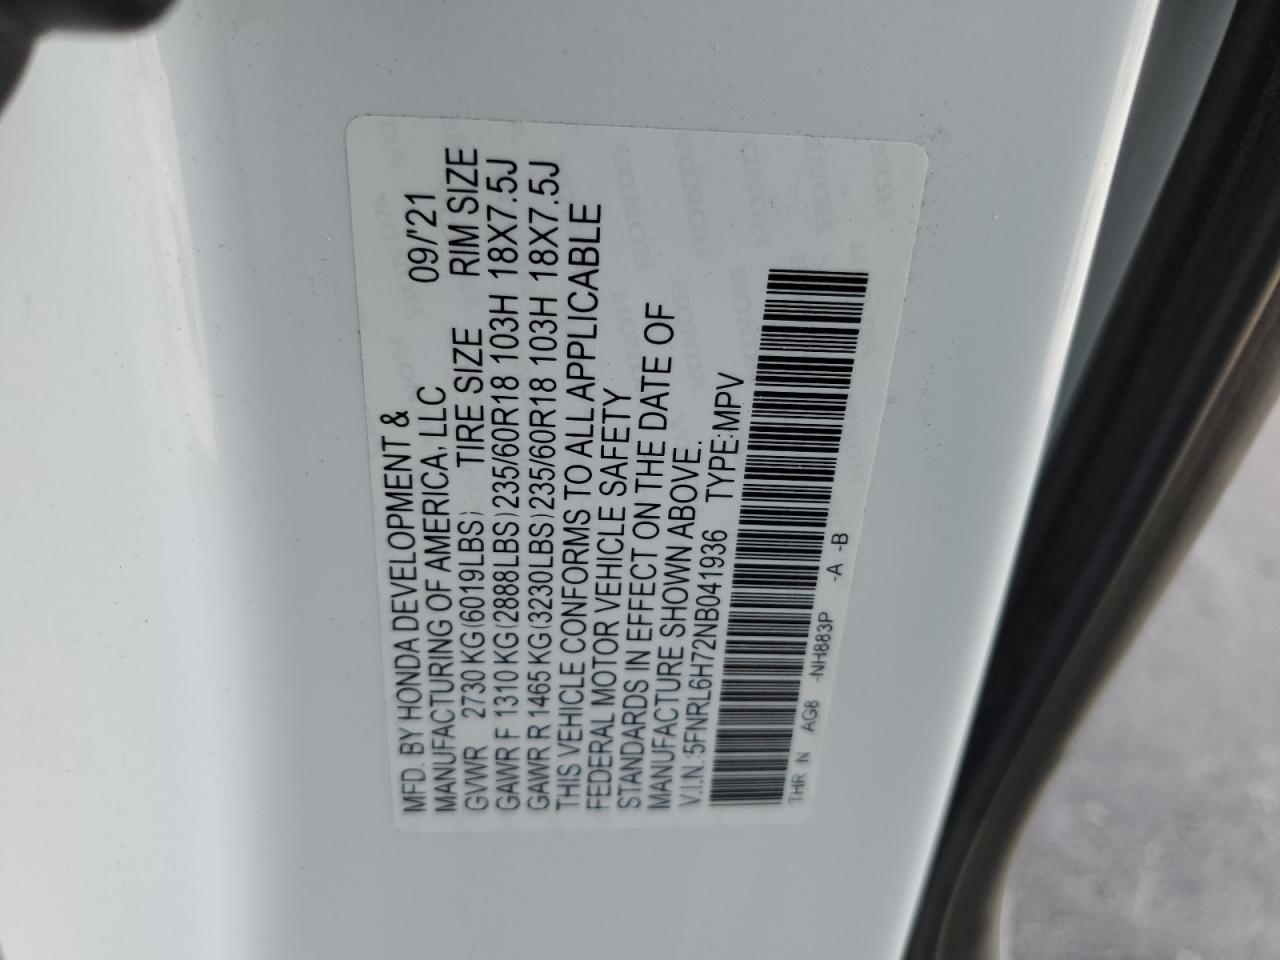 MFD. BY HONDA DEVELOPMENT &
MANUFACTURING OF AMERICA, LLC 09/'21
GVWR 2730 KG(6019LBS) TIRE SIZE RIM SIZE
GAWR F 1310 KG(2888LBS)235/60R18 103H 18X7.5J
GAWR R 1465 KG(3230LBS)235/60R18 103H 18X7.5J
THIS VEHICLE CONFORMS TO ALL APPLICABLE
FEDERAL MOTOR VEHICLE SAFETY
STANDARDS IN EFFECT ON THE DATE OF
MANUFACTURE SHOWN ABOVE.
V.I.N.:5FNRL6H72NB041936 TYPE:MPV
THR N AG8 -NH883P -A -B